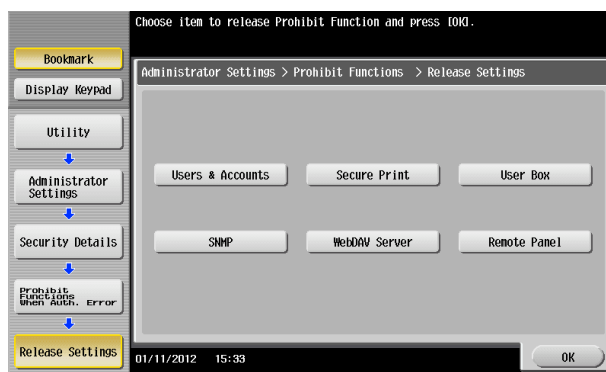 Choose item to release Prohibit Function and press [OK].
Bookmark
Display Keypad
Utility
Administrator
Settings
Security Details
Prohibit
Functions
When Auth. Error
Release Settings
Administrator Settings > Prohibit Functions > Release Settings
Users & Accounts
Secure Print
User Box
SNMP
WebDAV Server
Remote Panel
01/11/2012 15:33
OK